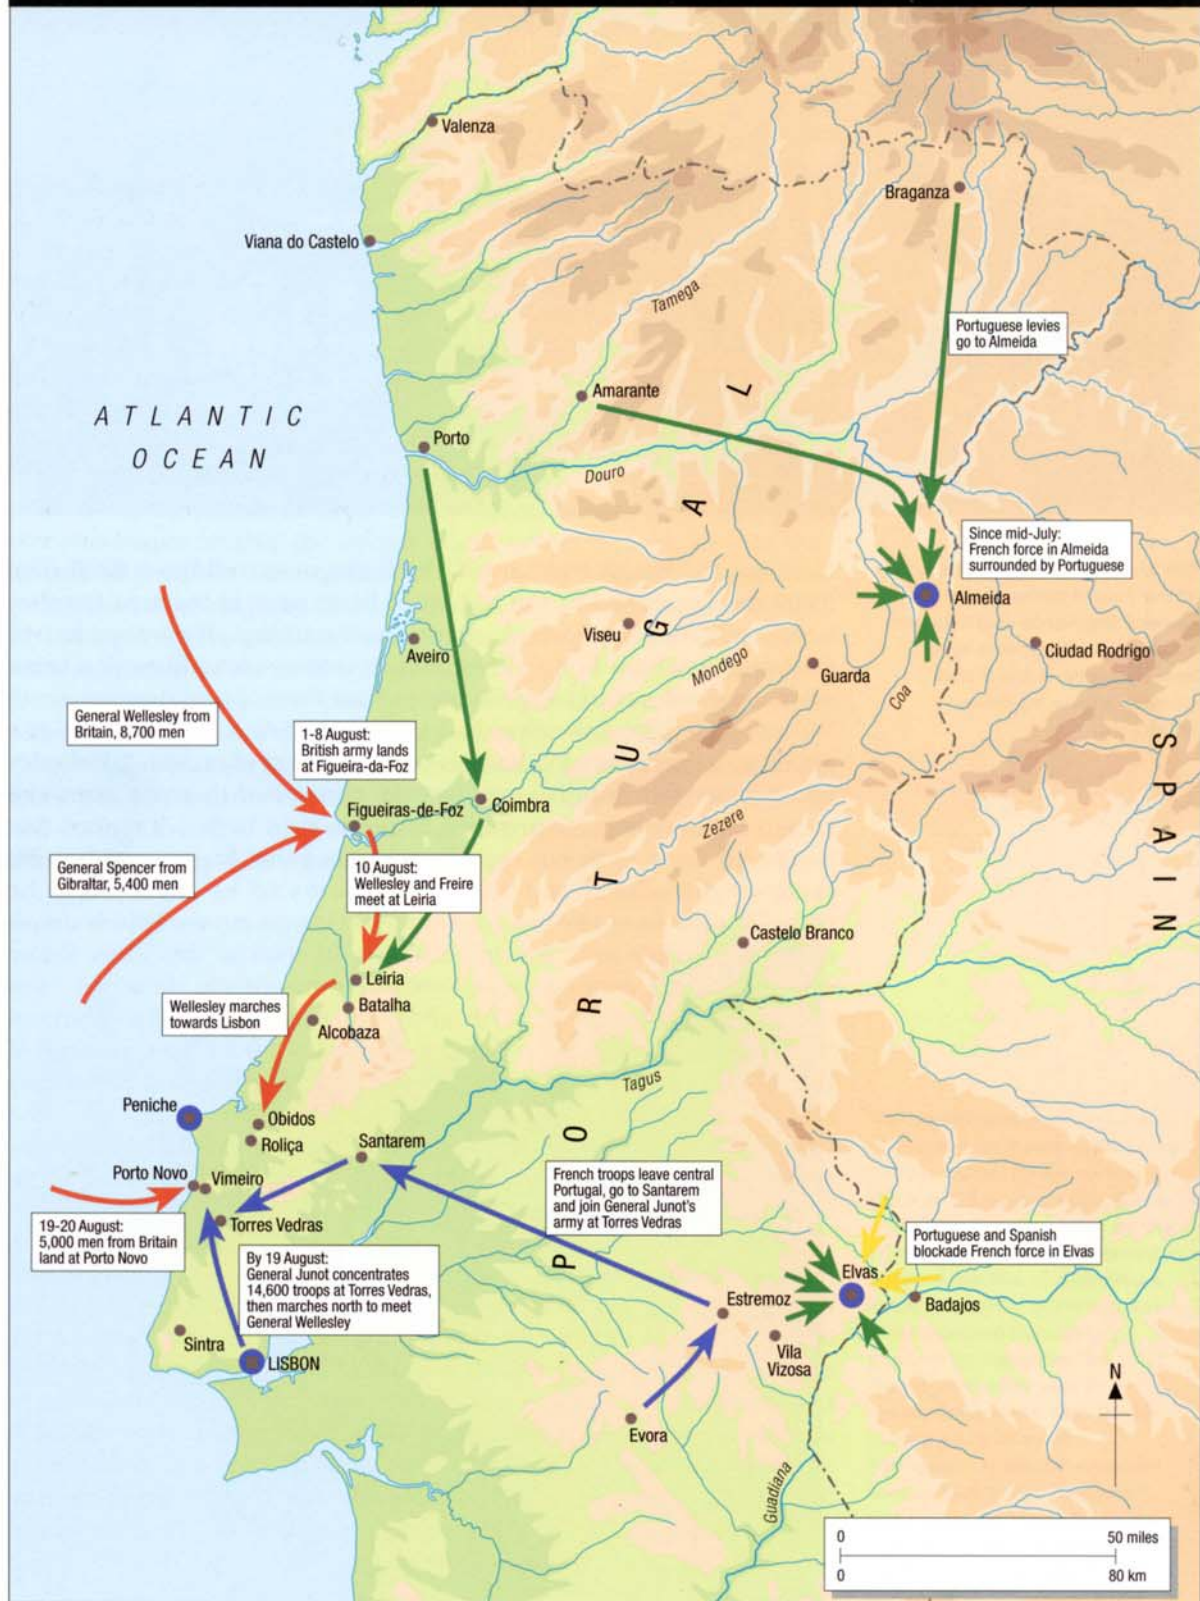 Valenza
Braganza
Viana do Castelo
Tamega
Portuguese levies
go to Almeida
Amarante
ATLANTIC
OCEAN
Porto
Douro
Since mid-July:
French force in Almeida
surrounded by Portuguese
Almeida
Viseu
Aveiro
Mondego
Ciudad Rodrigo
Guarda
Coa
General Wellesley from
Britain, 8,700 men
1-8 August:
British army lands
at Figueira-da-Foz
PORTUGAL
SPAIN
Figueiras-de-Foz
Coimbra
Zezere
General Spencer from
Gibraltar, 5,400 men
10 August:
Wellesley and Freire
meet at Leiria
Castelo Branco
Leiria
Wellesley marches
towards Lisbon
Batalha
Alcobaza
Tagus
Peniche
Obidos
Roliça
Santarem
Porto Novo
Vimeiro
French troops leave central
Portugal, go to Santarem
and join General Junot's
army at Torres Vedras
19-20 August:
5,000 men from Britain
land at Porto Novo
Torres Vedras
By 19 August:
General Junot concentrates
14,600 troops at Torres Vedras,
then marches north to meet
General Wellesley
Portuguese and Spanish
blockade French force in Elvas
Elvas
Estremoz
Badajos
Sintra
Vila
Vizosa
LISBON
N
Evora
Guadiana
0 50 miles
0 80 km